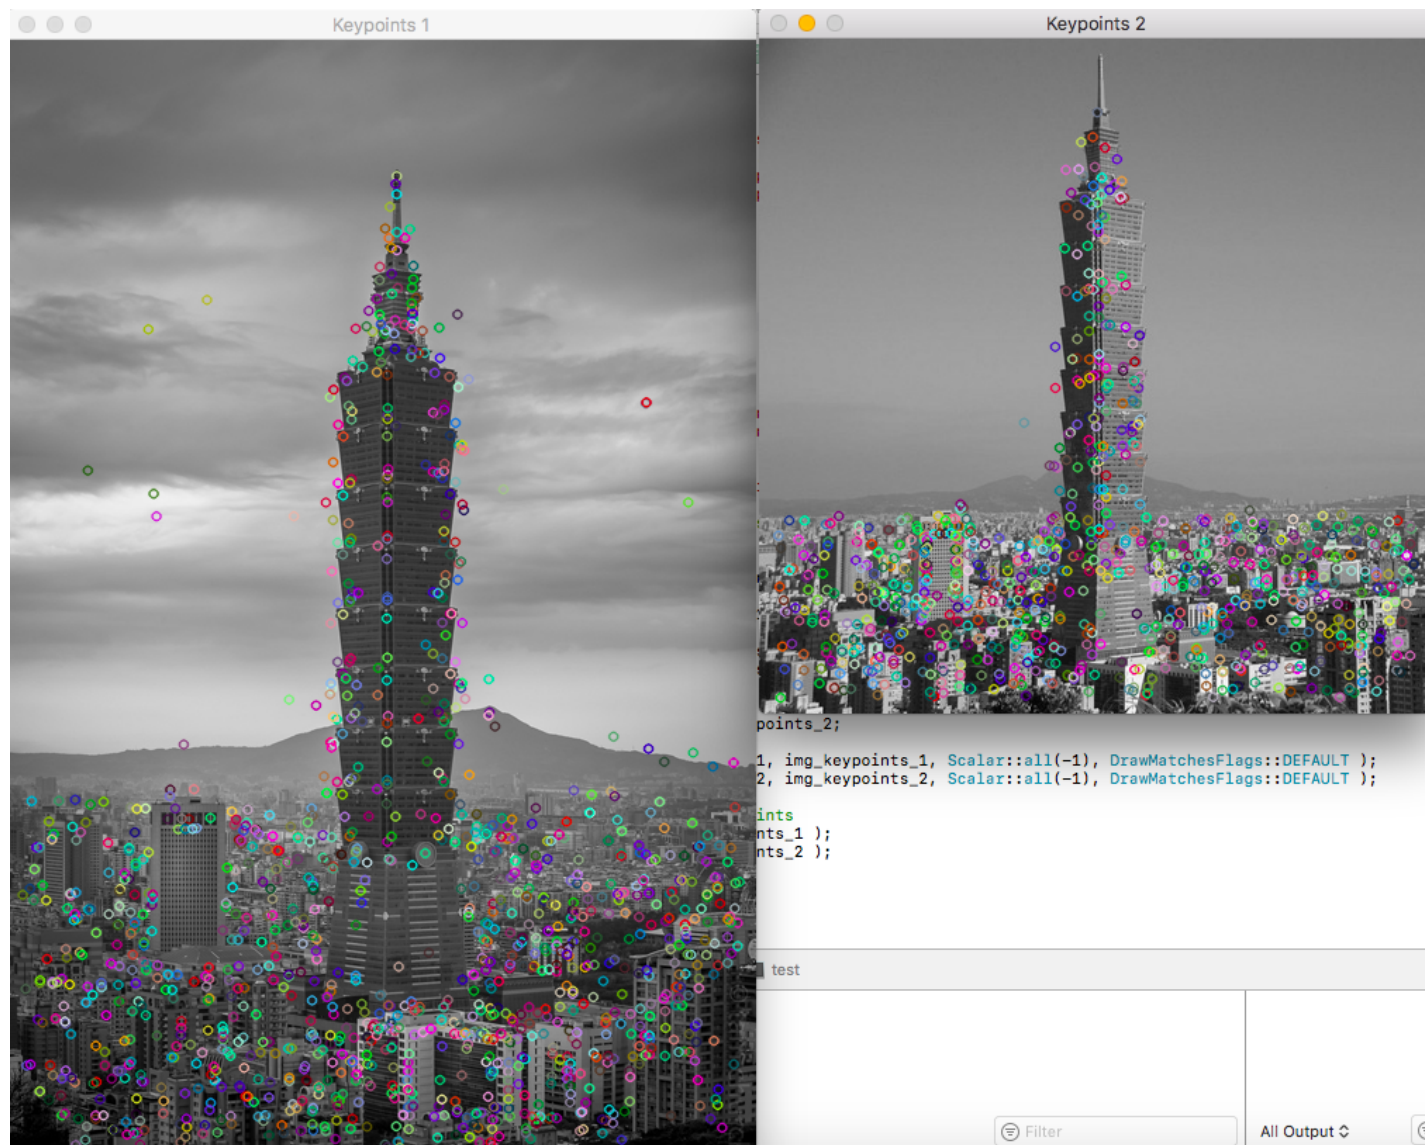 Keypoints 1
Keypoints 2
points_2;
1, img_keypoints_1, Scalar::all(-1), DrawMatchesFlags::DEFAULT );
2, img_keypoints_2, Scalar::all(-1), DrawMatchesFlags::DEFAULT );
ints
nts_1 );
nts_2 );
test
Filter
All Output